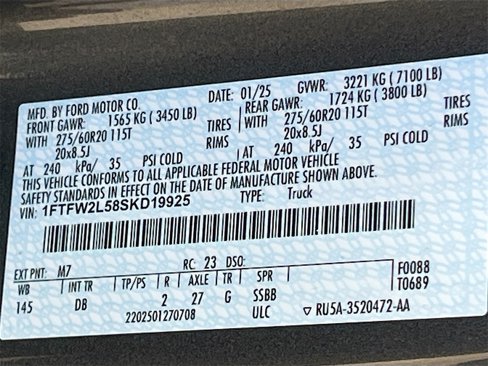 MFD. BY FORD MOTOR CO. DATE: 01/25 GVWR: 3221 KG (7100 LB)
FRONT GAWR: 1565 KG (3450 LB) REAR GAWR: 1724 KG (3800 LB)
WITH 275/60R20 115T TIRES WITH 275/60R20 115T TIRES
20x8.5J RIMS 20x8.5J RIMS
AT 240 kPa/ 35 PSI COLD AT 240 kPa/ 35 PSI COLD
THIS VEHICLE CONFORMS TO ALL APPLICABLE FEDERAL MOTOR VEHICLE
SAFETY STANDARDS IN EFFECT ON THE DATE OF MANUFACTURE SHOWN ABOVE.
VIN: 1FTFW2L58SKD19925 TYPE: Truck
EXT PNT: M7 RC: 23 DSO: F0088
WB INT TR TP/PS R AXLE TR SPR T0689
145 DB 2 27 G SSBB
2202501270708 ULC ▽ RU5A-3520472-AA